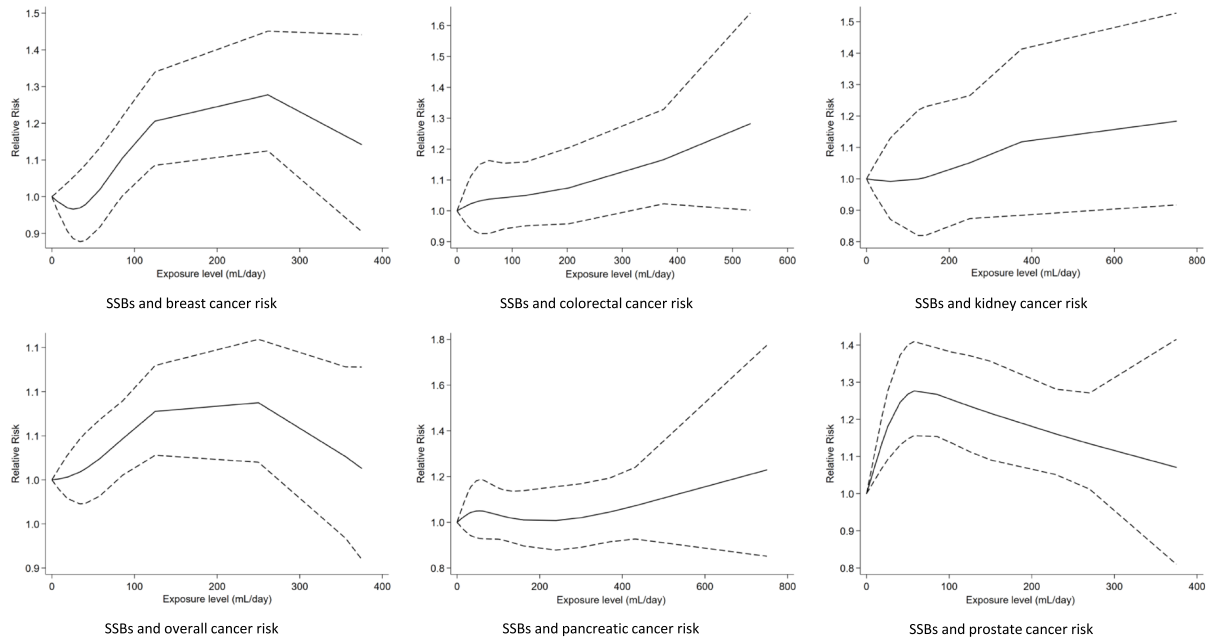 1.5
1.4
1.3
1.2
1.1
1.0
0.9
Relative Risk
0 100 200 300 400
Exposure level (mL/day)
SSBs and breast cancer risk
1.6
1.5
1.4
1.3
1.2
1.1
1.0
0.9
Relative Risk
0 100 200 300 400 500 600
Exposure level (mL/day)
SSBs and colorectal cancer risk
1.5
1.4
1.3
1.2
1.1
1.0
0.9
0.8
Relative Risk
0 200 400 600 800
Exposure level (mL/day)
SSBs and kidney cancer risk
1.1
1.1
1.1
1.0
1.0
0.9
Relative Risk
0 100 200 300 400
Exposure level (mL/day)
SSBs and overall cancer risk
1.8
1.6
1.4
1.2
1.0
0.8
Relative Risk
0 200 400 600 800
Exposure level (mL/day)
SSBs and pancreatic cancer risk
1.4
1.3
1.2
1.1
1.0
0.9
0.8
Relative Risk
0 100 200 300 400
Exposure level (mL/day)
SSBs and prostate cancer risk